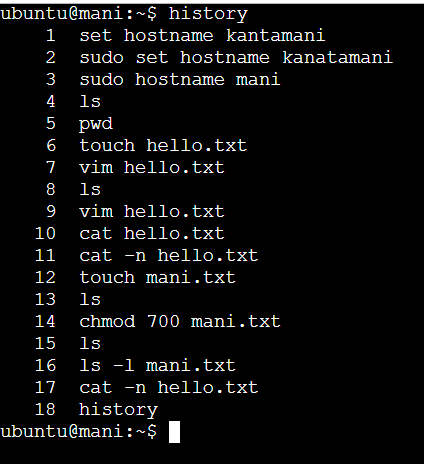 ubuntu@mani:~$ history
1 set hostname kantamani
2 sudo set hostname kanatamani
3 sudo hostname mani
4 ls
5 pwd
6 touch hello.txt
7 vim hello.txt
8 ls
9 vim hello.txt
10 cat hello.txt
11 cat -n hello.txt
12 touch mani.txt
13 ls
14 chmod 700 mani.txt
15 ls
16 ls -l mani.txt
17 cat -n hello.txt
18 history
ubuntu@mani:~$